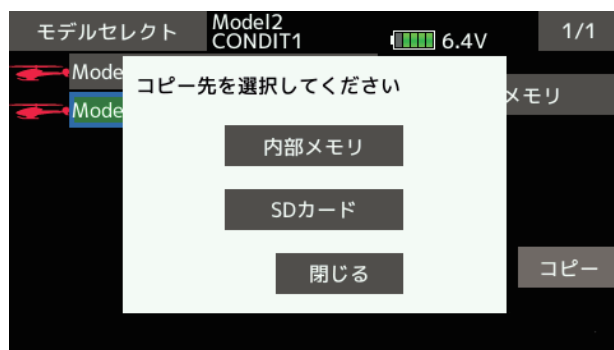 モデルセレクト
Model2
CONDIT1
6.4V
1/1
Mode
コピー先を選択してください
メモリ
Mode
内部メモリ
SDカード
閉じる
コピー